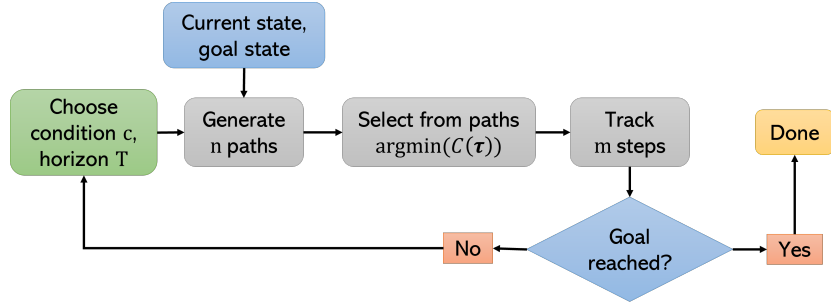 Current state,
goal state
Choose
condition c,
horizon T
Generate
n paths
Select from paths
argmin(C(𝝉))
Track
m steps
Done
Goal
reached?
No
Yes